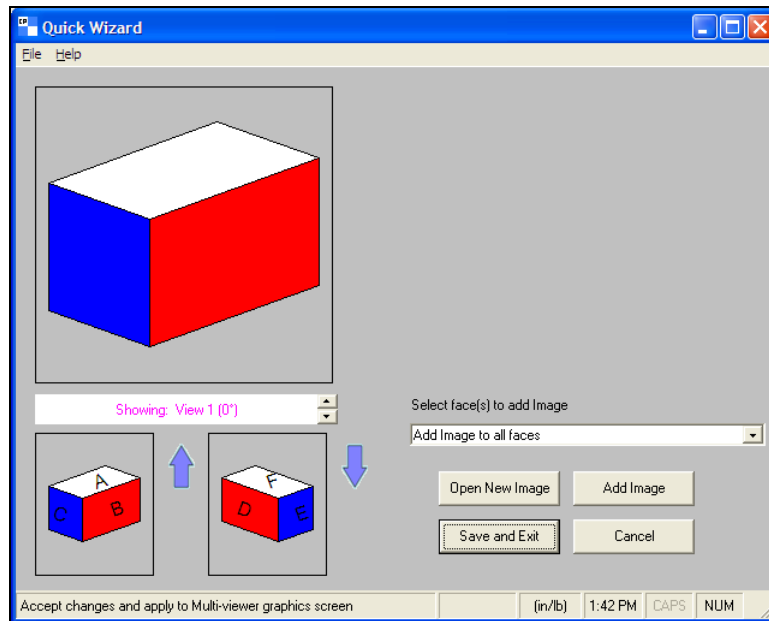 CP
Quick Wizard
File Help
Showing: View 1 (0°)
Select face(s) to add Image
Add Image to all faces
A
C B
F
D E
Open New Image Add Image
Save and Exit Cancel
Accept changes and apply to Multi-viewer graphics screen (in/lb) 1:42 PM CAPS NUM